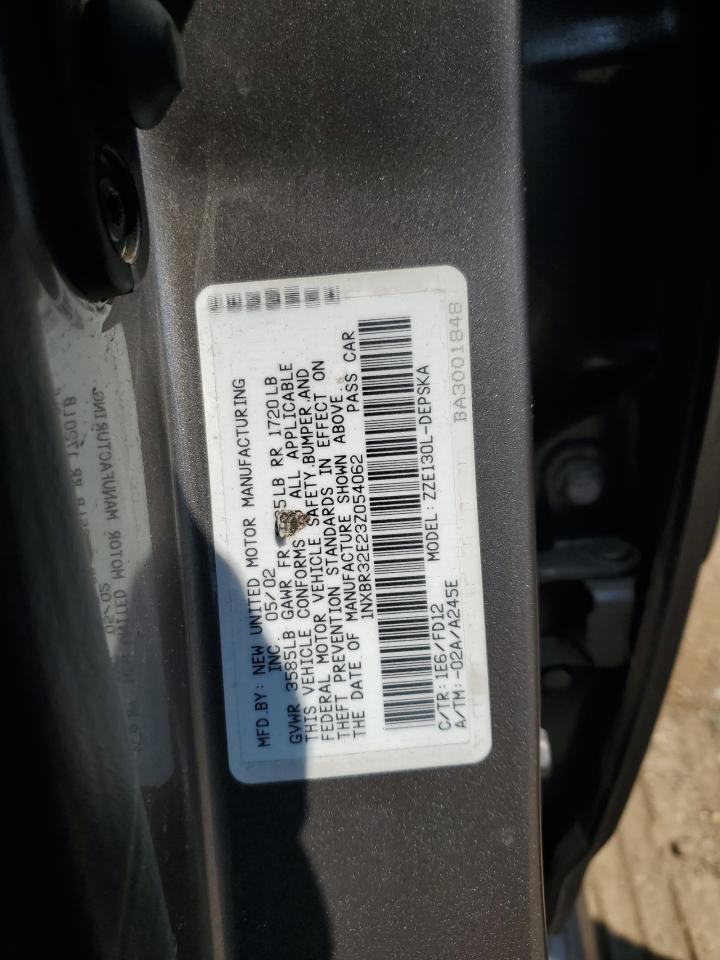 MFD.BY: NEW UNITED MOTOR MANUFACTURING
INC. 05/02
GVWR 3585LB GAWR FR 5LB RR 1720LB
THIS VEHICLE CONFORMS ALL APPLICABLE
FEDERAL MOTOR VEHICLE SAFETY,BUMPER,AND
THEFT PREVENTION STANDARDS IN EFFECT ON
THE DATE OF MANUFACTURE SHOWN ABOVE.
1NXBR32E23Z054062 PASS CAR
MODEL: ZZE130L-DEPSKA
C/TR: 1E6/FD12
A/TM: -02A/A245E
BA3001848